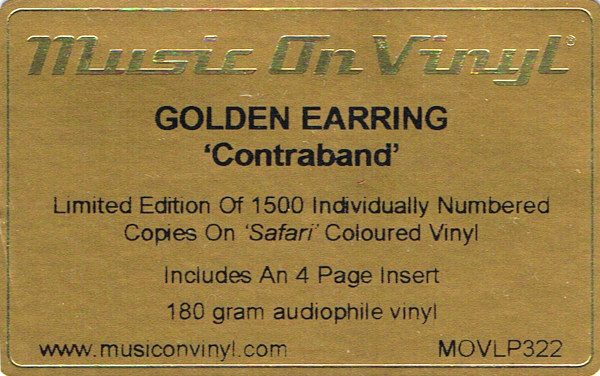 Music On Vinyl®
GOLDEN EARRING
‘Contraband’
Limited Edition Of 1500 Individually Numbered
Copies On ‘Safari’ Coloured Vinyl
Includes An 4 Page Insert
180 gram audiophile vinyl
www.musiconvinyl.com MOVLP322